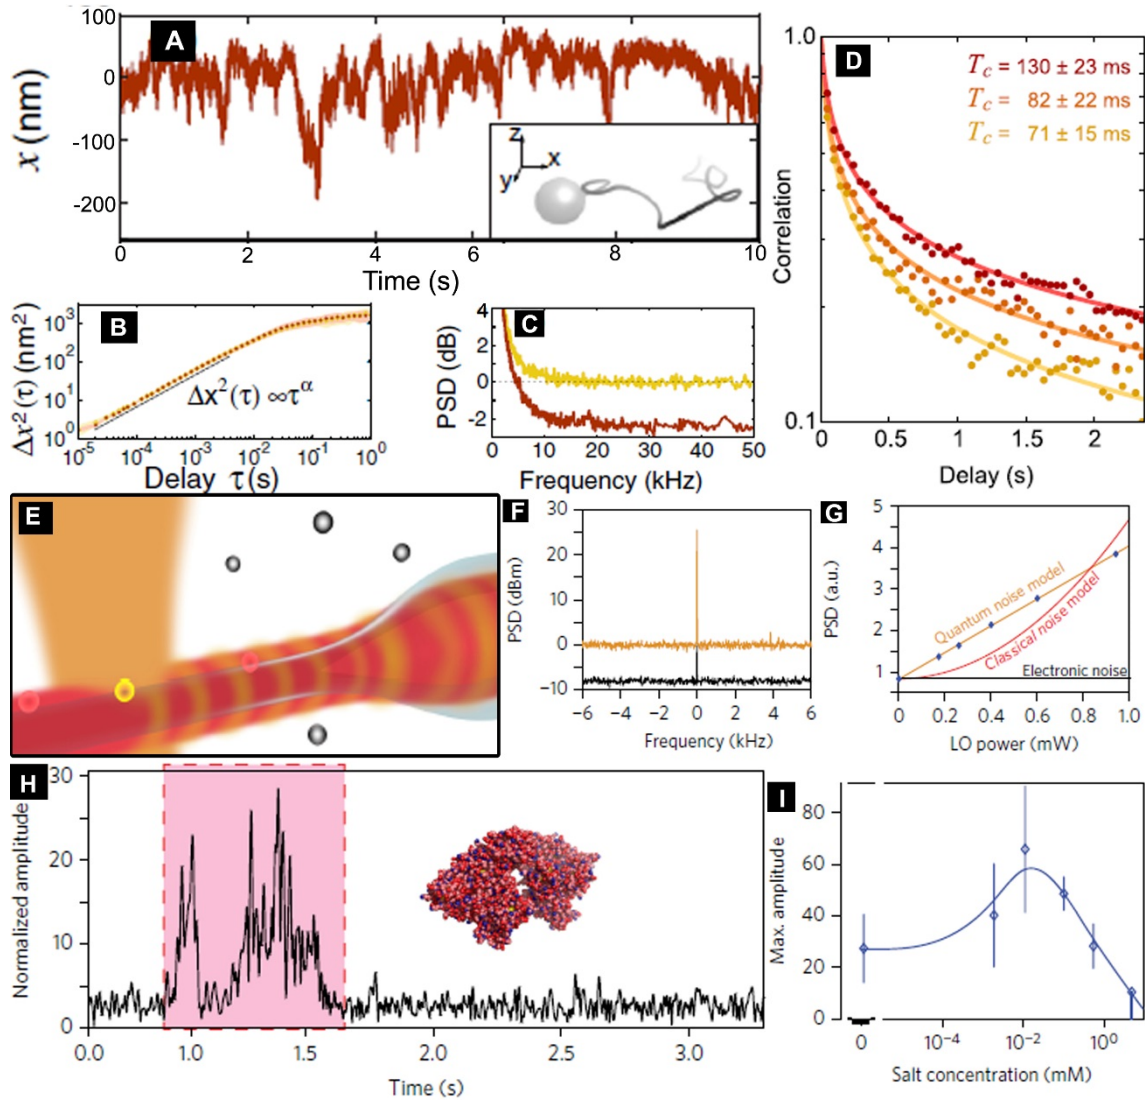 A
x (nm)
100
0
-100
-200
0
2
4
6
8
10
Time (s)
z
x
y
B
Δx²(τ) (nm²)
10³
10²
10¹
10⁰
Δx²(τ) ∞τᵅ
10⁻⁵
10⁻⁴
10⁻³
10⁻²
10⁻¹
10⁰
Delay τ(s)
C
PSD (dB)
4
2
0
-2
0
10
20
30
40
50
Frequency (kHz)
D
T_c = 130 ± 23 ms
T_c = 82 ± 22 ms
T_c = 71 ± 15 ms
Correlation
1.0
0.1
0
0.5
1
1.5
2
Delay (s)
E
F
PSD (dBm)
30
25
20
15
10
5
0
−10
−6
−4
−2
0
2
4
6
Frequency (kHz)
G
PSD (a.u.)
5
4
3
2
1
Quantum noise model
Classical noise model
Electronic noise
0
0.2
0.4
0.6
0.8
1.0
LO power (mW)
H
Normalized amplitude
30
20
10
0
0.0
1.0
1.5
2.0
2.5
3.0
Time (s)
I
Max. amplitude
80
60
40
20
0
0
10⁻⁴
10⁻²
10⁰
Salt concentration (mM)